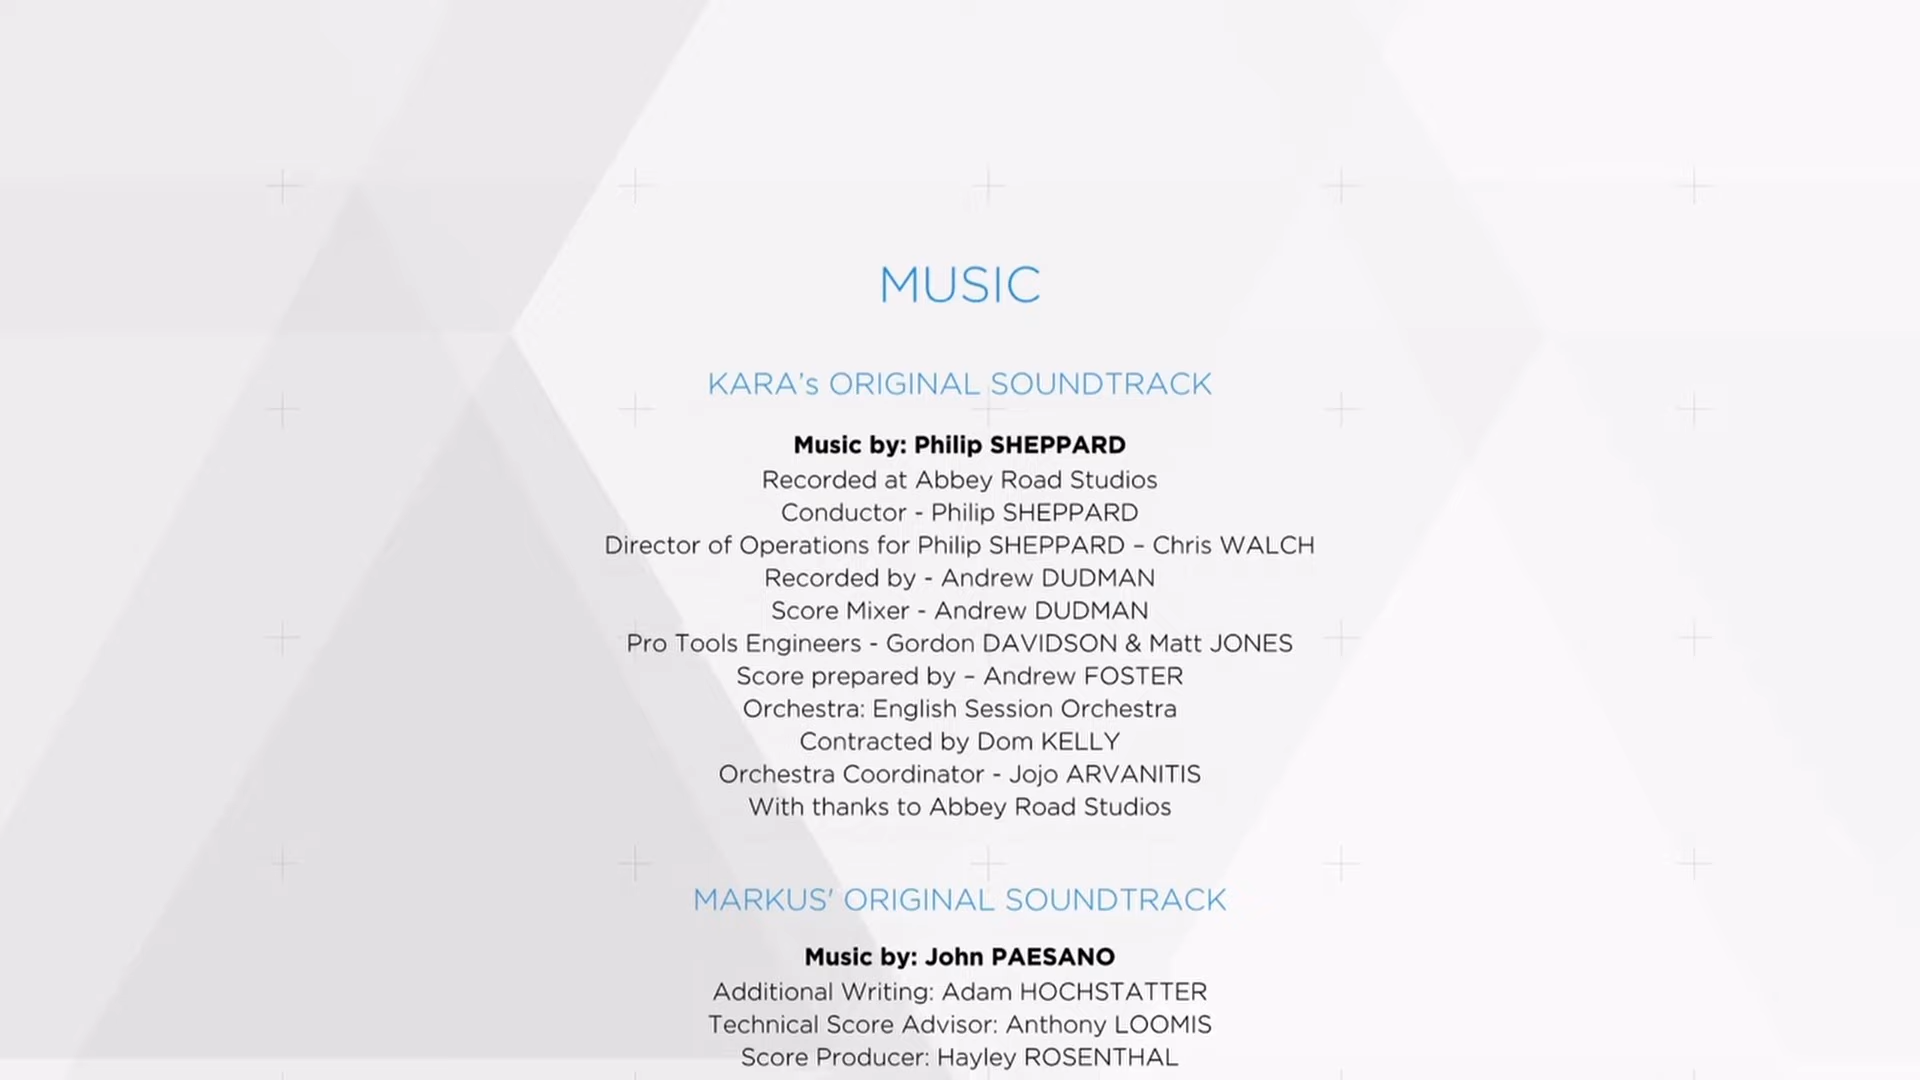 MUSIC
KARA’s ORIGINAL SOUNDTRACK
Music by: Philip SHEPPARD
Recorded at Abbey Road Studios
Conductor - Philip SHEPPARD
Director of Operations for Philip SHEPPARD – Chris WALCH
Recorded by - Andrew DUDMAN
Score Mixer - Andrew DUDMAN
Pro Tools Engineers - Gordon DAVIDSON & Matt JONES
Score prepared by – Andrew FOSTER
Orchestra: English Session Orchestra
Contracted by Dom KELLY
Orchestra Coordinator - Jojo ARVANITIS
With thanks to Abbey Road Studios
MARKUS' ORIGINAL SOUNDTRACK
Music by: John PAESANO
Additional Writing: Adam HOCHSTATTER
Technical Score Advisor: Anthony LOOMIS
Score Producer: Hayley ROSENTHAL